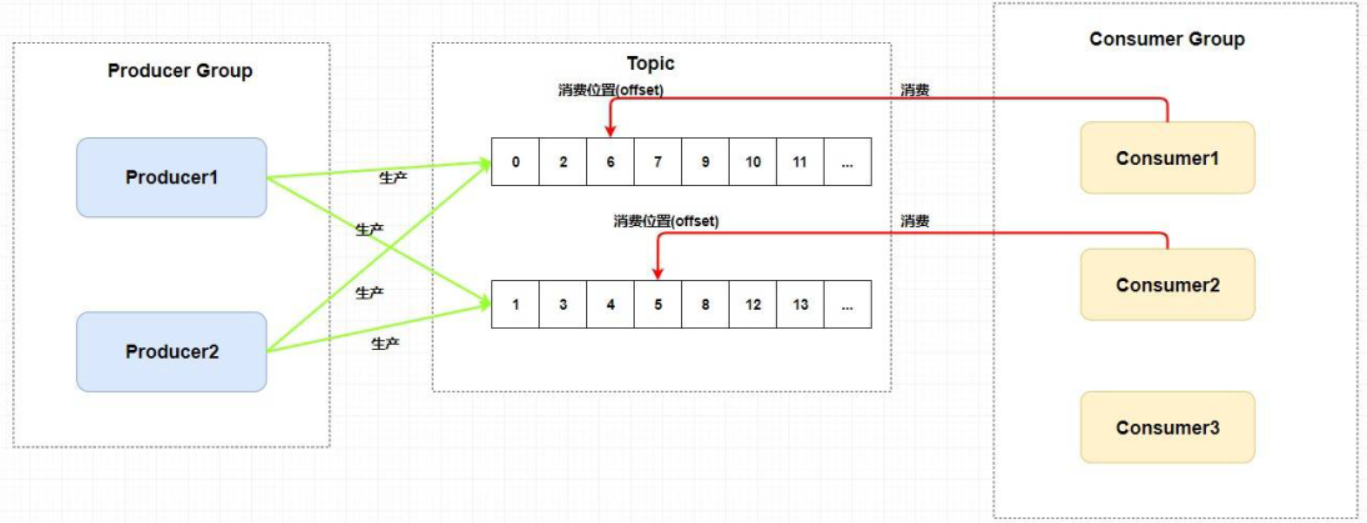 Producer Group
Producer1
Producer2
生产
生产
生产
生产
Topic
消费位置(offset)
0 2 6 7 9 10 11 ...
消费位置(offset)
1 3 4 5 8 12 13 ...
消费
消费
Consumer Group
Consumer1
Consumer2
Consumer3